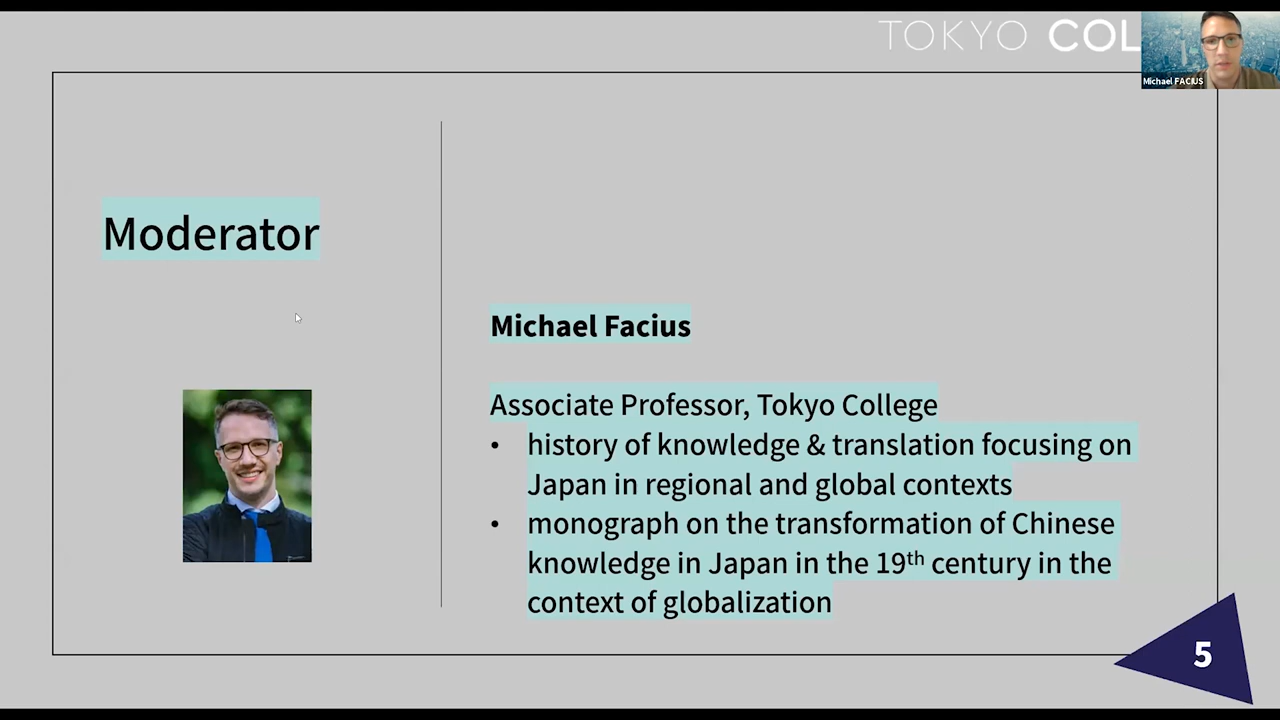 TOKYO COL
Michael FACIUS
Moderator
Michael Facius
Associate Professor, Tokyo College
• history of knowledge & translation focusing on
Japan in regional and global contexts
• monograph on the transformation of Chinese
knowledge in Japan in the 19th century in the
context of globalization
5